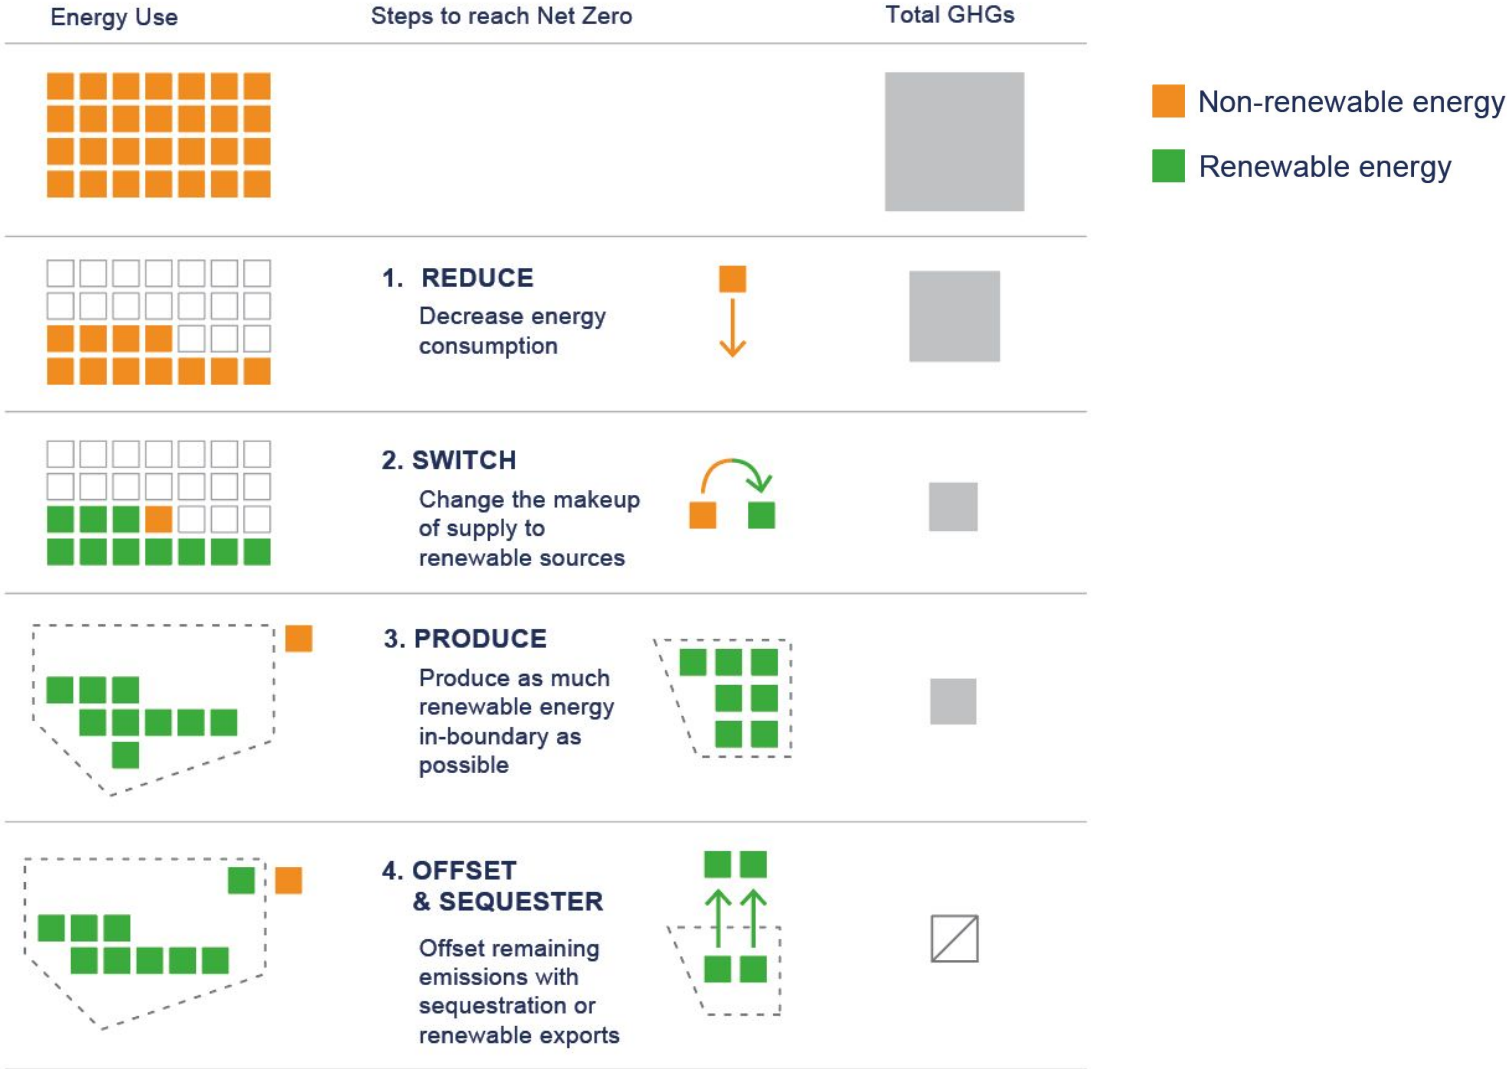 Energy Use
Steps to reach Net Zero
Total GHGs
Non-renewable energy
Renewable energy
1. REDUCE
Decrease energy
consumption
2. SWITCH
Change the makeup
of supply to
renewable sources
3. PRODUCE
Produce as much
renewable energy
in-boundary as
possible
4. OFFSET
& SEQUESTER
Offset remaining
emissions with
sequestration or
renewable exports